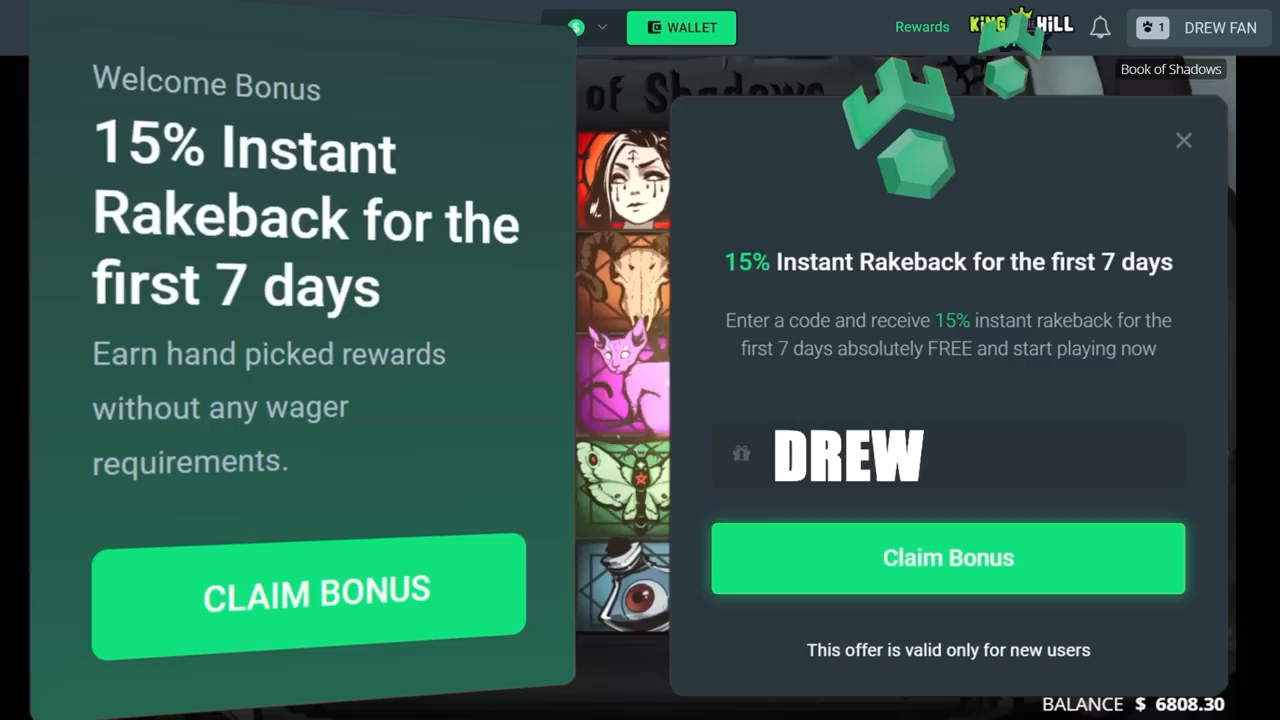 $ WALLET
Rewards
KING HILL
1 DREW FAN
Book of Shadows
of Shadows
Welcome Bonus
15% Instant
Rakeback for the
first 7 days
Earn hand picked rewards
without any wager
requirements.
CLAIM BONUS
15% Instant Rakeback for the first 7 days
Enter a code and receive 15% instant rakeback for the
first 7 days absolutely FREE and start playing now
DREW
Claim Bonus
This offer is valid only for new users
BALANCE $ 6808.30